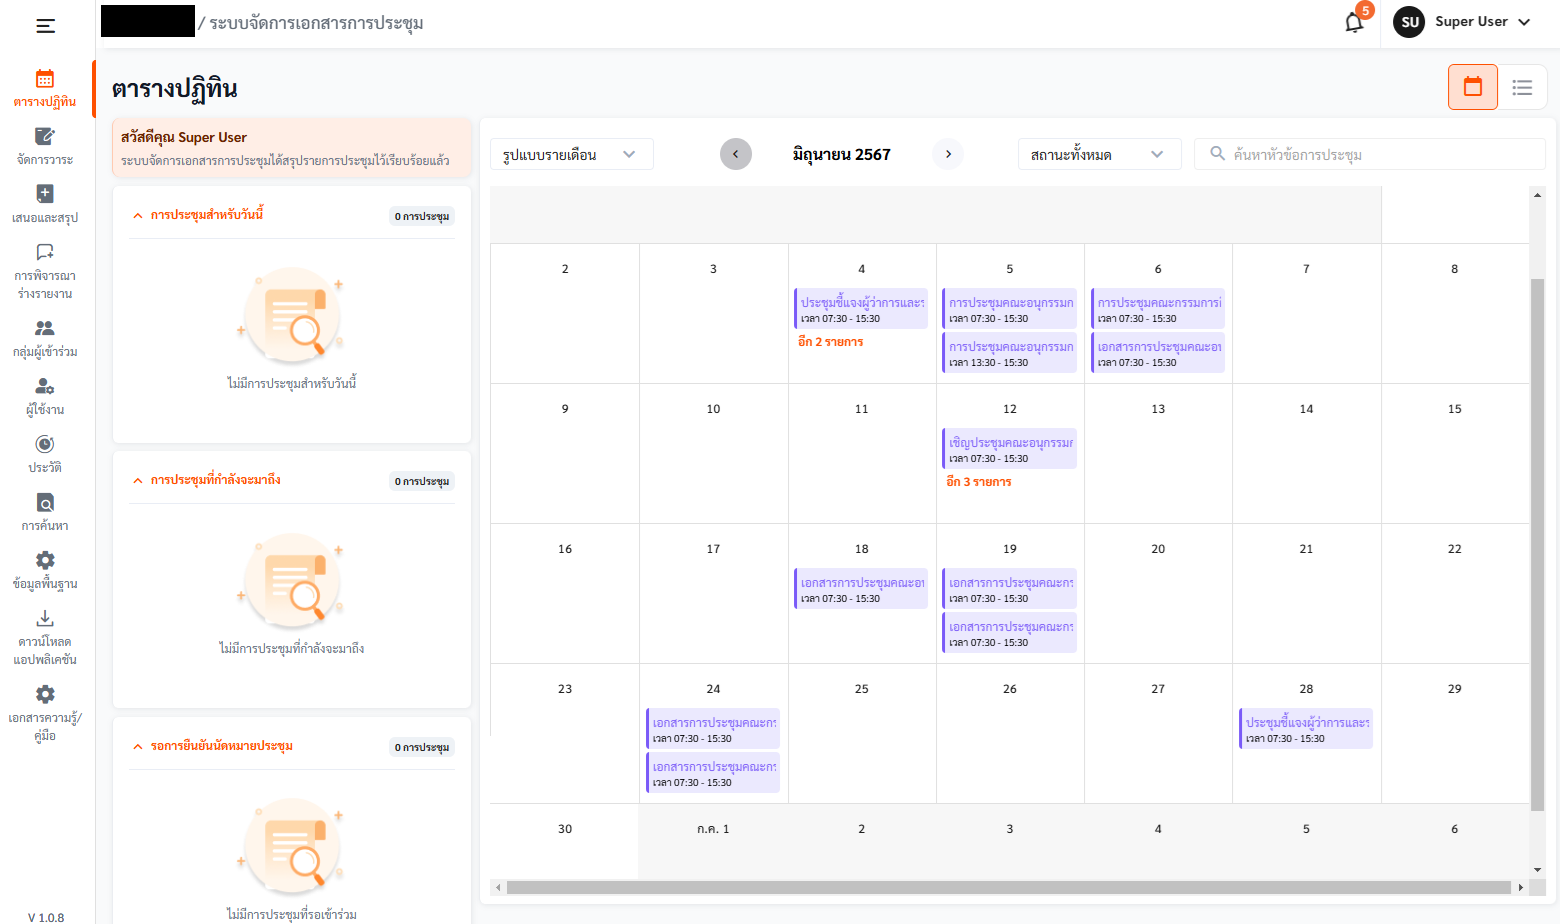 / ระบบจัดการเอกสารการประชุม
5
SU
Super User
ตารางปฏิทิน
จัดการวาระ
เสนอและสรุป
การพิจารณา
ร่างรายงาน
กลุ่มผู้เข้าร่วม
ผู้ใช้งาน
ประวัติ
การค้นหา
ข้อมูลพื้นฐาน
ดาวน์โหลด
แอปพลิเคชัน
เอกสารความรู้/
คู่มือ
V 1.0.8
ตารางปฏิทิน
สวัสดีคุณ Super User
ระบบจัดการเอกสารการประชุมได้สรุปรายการประชุมไว้เรียบร้อยแล้ว
การประชุมสำหรับวันนี้
0 การประชุม
ไม่มีการประชุมสำหรับวันนี้
การประชุมที่กำลังจะมาถึง
0 การประชุม
ไม่มีการประชุมที่กำลังจะมาถึง
รอการยืนยันนัดหมายประชุม
0 การประชุม
ไม่มีการประชุมที่รอเข้าร่วม
รูปแบบรายเดือน
มิถุนายน 2567
สถานะทั้งหมด
ค้นหาหัวข้อการประชุม
2 3 4 5 6 7 8
ประชุมชี้แจงผู้ว่าการและร
เวลา 07:30 - 15:30
อีก 2 รายการ
การประชุมคณะอนุกรรมก
เวลา 07:30 - 15:30
การประชุมคณะอนุกรรมก
เวลา 13:30 - 15:30
การประชุมคณะกรรมการ
เวลา 07:30 - 15:30
เอกสารการประชุมคณะอน
เวลา 07:30 - 15:30
9 10 11 12 13 14 15
เชิญประชุมคณะอนุกรรมก
เวลา 07:30 - 15:30
อีก 3 รายการ
16 17 18 19 20 21 22
เอกสารการประชุมคณะอน
เวลา 07:30 - 15:30
เอกสารการประชุมคณะกร
เวลา 07:30 - 15:30
เอกสารการประชุมคณะกร
เวลา 07:30 - 15:30
23 24 25 26 27 28 29
เอกสารการประชุมคณะกร
เวลา 07:30 - 15:30
เอกสารการประชุมคณะกร
เวลา 07:30 - 15:30
ประชุมชี้แจงผู้ว่าการและร
เวลา 07:30 - 15:30
30 ก.ค. 1 2 3 4 5 6